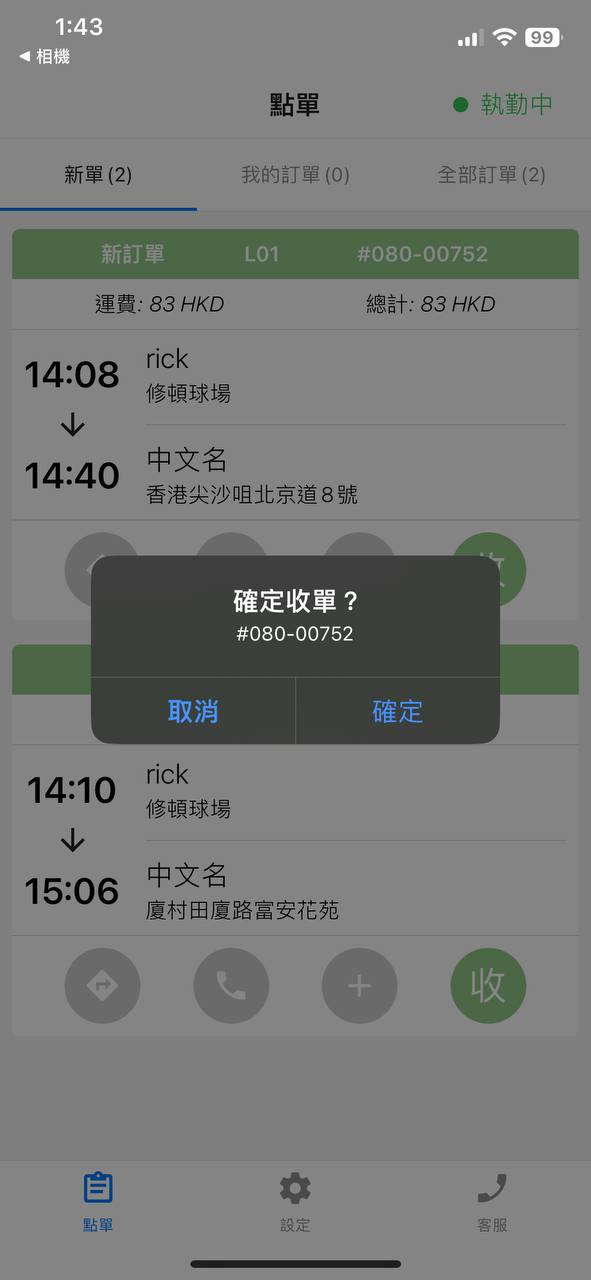 1:43
99
◀ 相機
點單
執勤中
新單 (2)
我的訂單 (0)
全部訂單 (2)
新訂單 L01 #080-00752
運費: 83 HKD 總計: 83 HKD
14:08
rick
修頓球場
14:40
中文名
香港尖沙咀北京道8號
收
確定收單？
#080-00752
取消
確定
14:10
rick
修頓球場
15:06
中文名
廈村田廈路富安花苑
收
點單
設定
客服